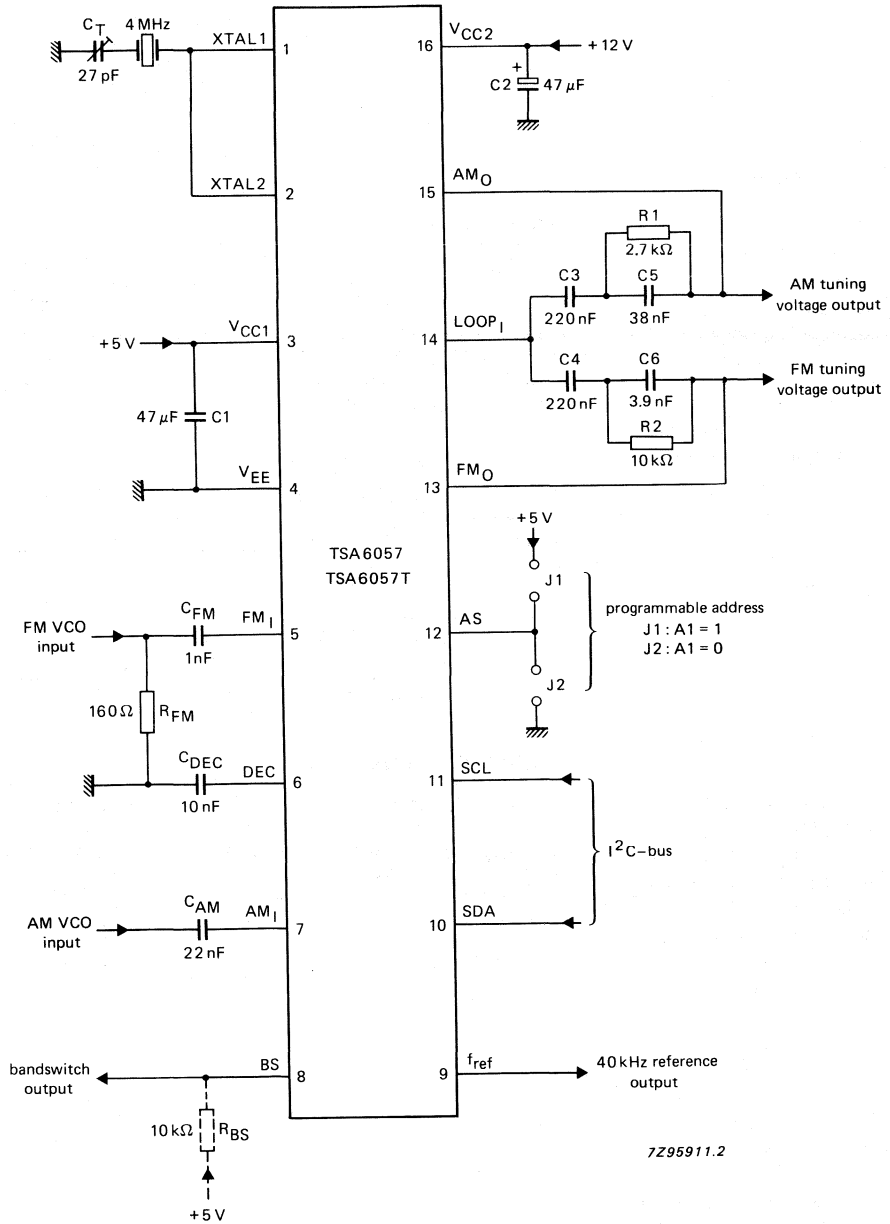 C_T
4 MHz
27 pF
XTAL1
1
XTAL2
2
+5 V
V_CC1
3
47 µF
C1
V_EE
4
TSA6057
TSA6057T
FM VCO
input
C_FM
1nF
FM_I
5
160 Ω
R_FM
C_DEC
10 nF
DEC
6
AM VCO
input
C_AM
22 nF
AM_I
7
bandswitch
output
BS
8
10 kΩ
R_BS
+5 V
16
V_CC2
+12 V
+
C2
47 µF
15
AM_O
R1
2.7 kΩ
C3
C5
220 nF
38 nF
AM tuning
voltage output
14
LOOP_I
C4
C6
220 nF
3.9 nF
R2
10 kΩ
FM tuning
voltage output
13
FM_O
+5 V
J1
12
AS
J2
programmable address
J1 : A1 = 1
J2 : A1 = 0
11
SCL
I²C-bus
10
SDA
9
f_ref
40 kHz reference
output
7Z95911.2